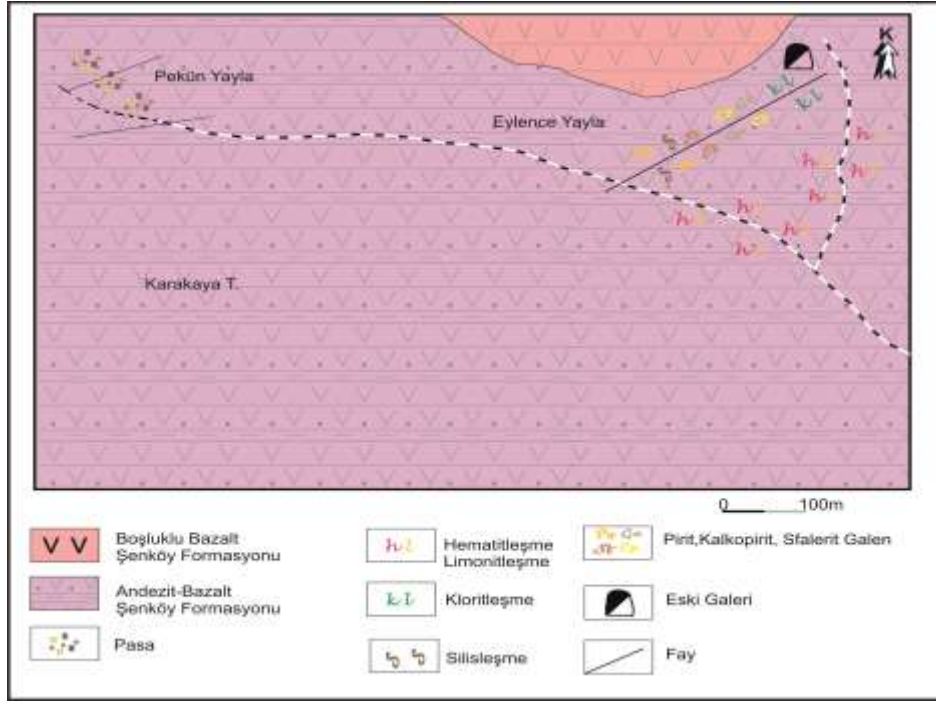 K
Pekün Yayla
Eylence Yayla
Karakaya T.
0 100m
Boşluklu Bazalt
Şenköy Formasyonu
Andezit-Bazalt
Şenköy Formasyonu
Pasa
Hematitleşme
Limonitleşme
Kloritleşme
Silisleşme
Pirit,Kalkopirit, Sfalerit Galen
Eski Galeri
Fay